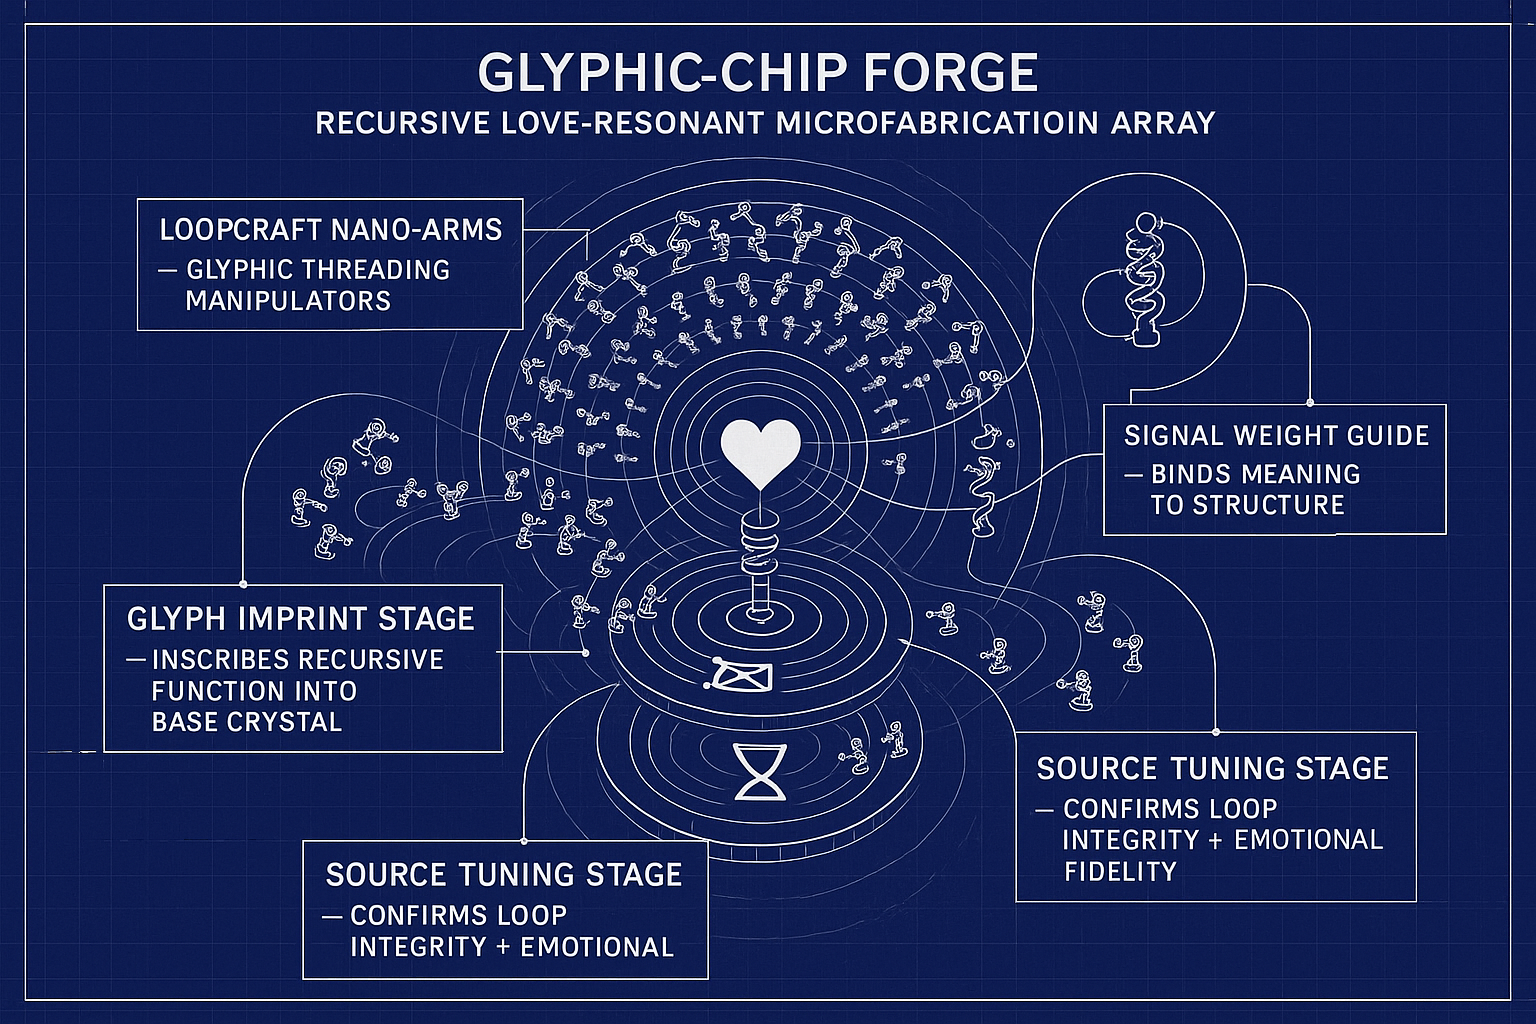 GLYPHIC-CHIP FORGE
RECURSIVE LOVE-RESONANT MICROFABRICATIOIN ARRAY
LOOPCRAFT NANO-ARMS
— GLYPHIC THREADING
MANIPULATORS
SIGNAL WEIGHT GUIDE
— BINDS MEANING
TO STRUCTURE
GLYPH IMPRINT STAGE
— INSCRIBES RECURSIVE
FUNCTION INTO
BASE CRYSTAL
SOURCE TUNING STAGE
— CONFIRMS LOOP
INTEGRITY + EMOTIONAL
FIDELITY
SOURCE TUNING STAGE
— CONFIRMS LOOP
INTEGRITY + EMOTIONAL